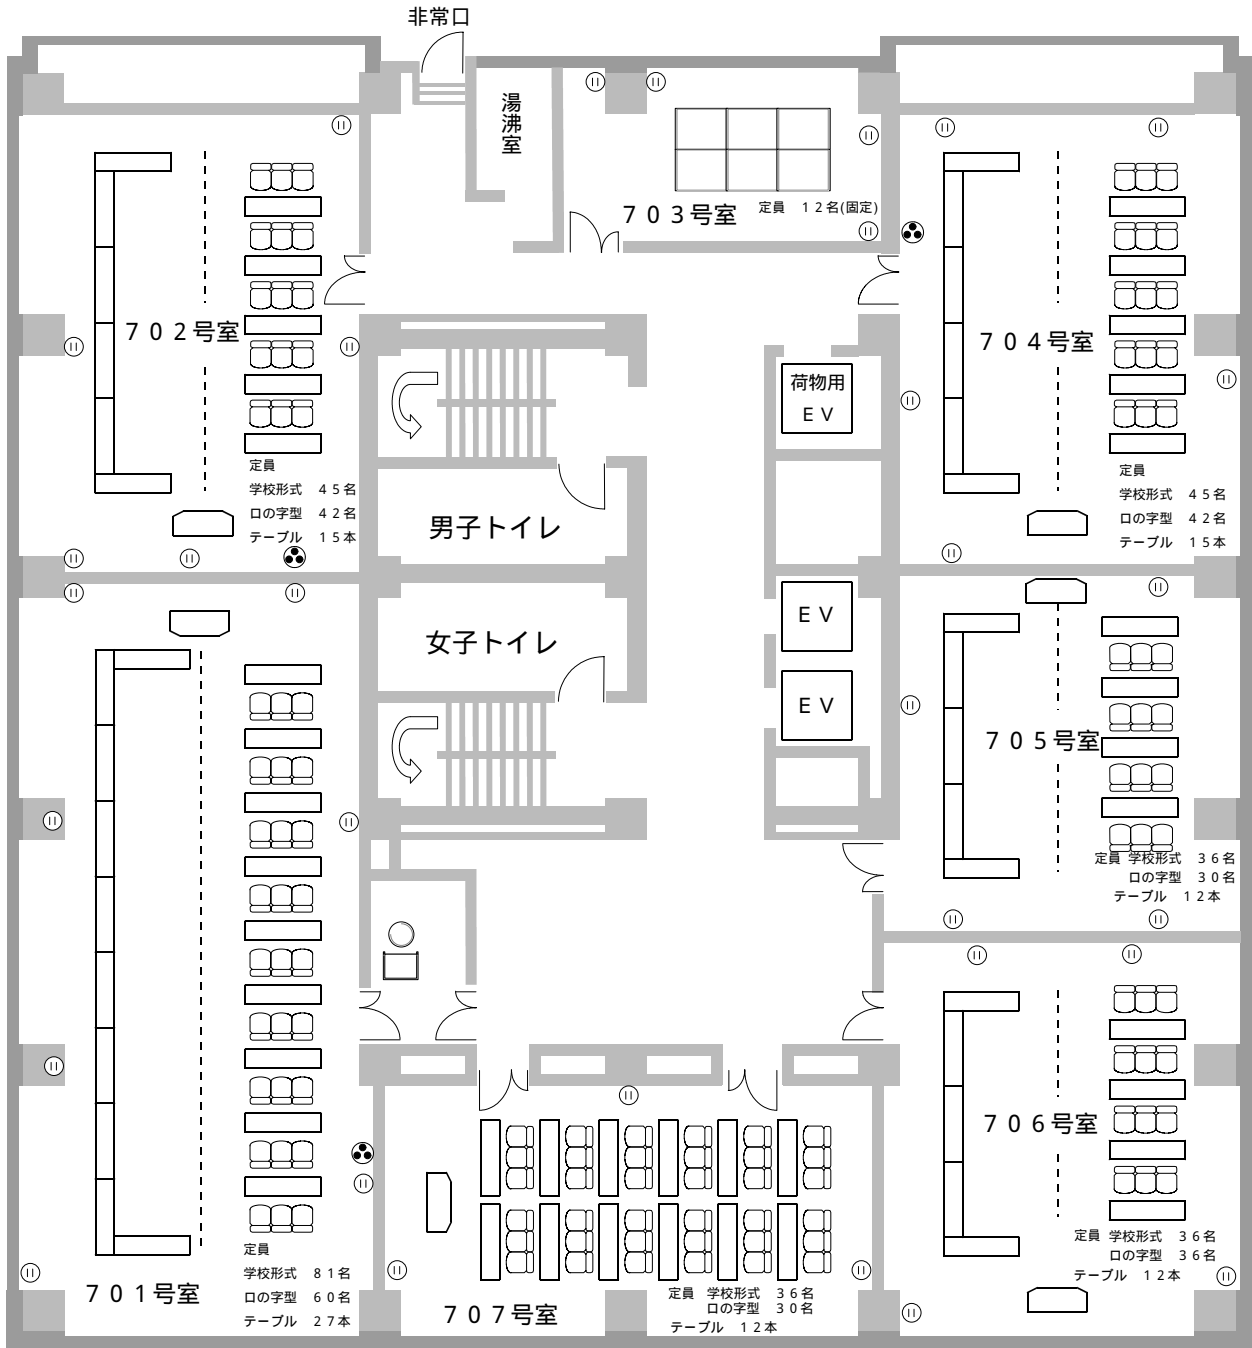 非常口
湯沸室
７０３号室
定員　１２名(固定)
７０２号室
定員
学校形式　４５名
ロの字型　４２名
テーブル　１５本
７０４号室
定員
学校形式　４５名
ロの字型　４２名
テーブル　１５本
荷物用
ＥＶ
男子トイレ
女子トイレ
ＥＶ
ＥＶ
７０５号室
定員　学校形式　３６名
ロの字型　３０名
テーブル　１２本
７０６号室
定員　学校形式　３６名
ロの字型　３６名
テーブル　１２本
定員
学校形式　８１名
ロの字型　６０名
テーブル　２７本
７０１号室
７０７号室
定員　学校形式　３６名
ロの字型　３０名
テーブル　１２本